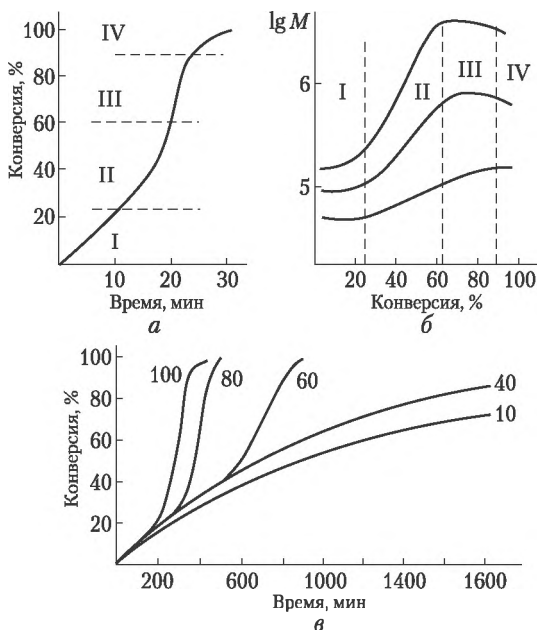 100
80
60
40
20
Конверсия, %
IV
III
II
I
10
20
30
Время, мин
а
lg M
6
5
I
II
III
IV
20
40
60
80
100
Конверсия, %
б
100
80
60
40
20
Конверсия, %
100
80
60
40
10
200
600
1000
1400
1600
Время, мин
в